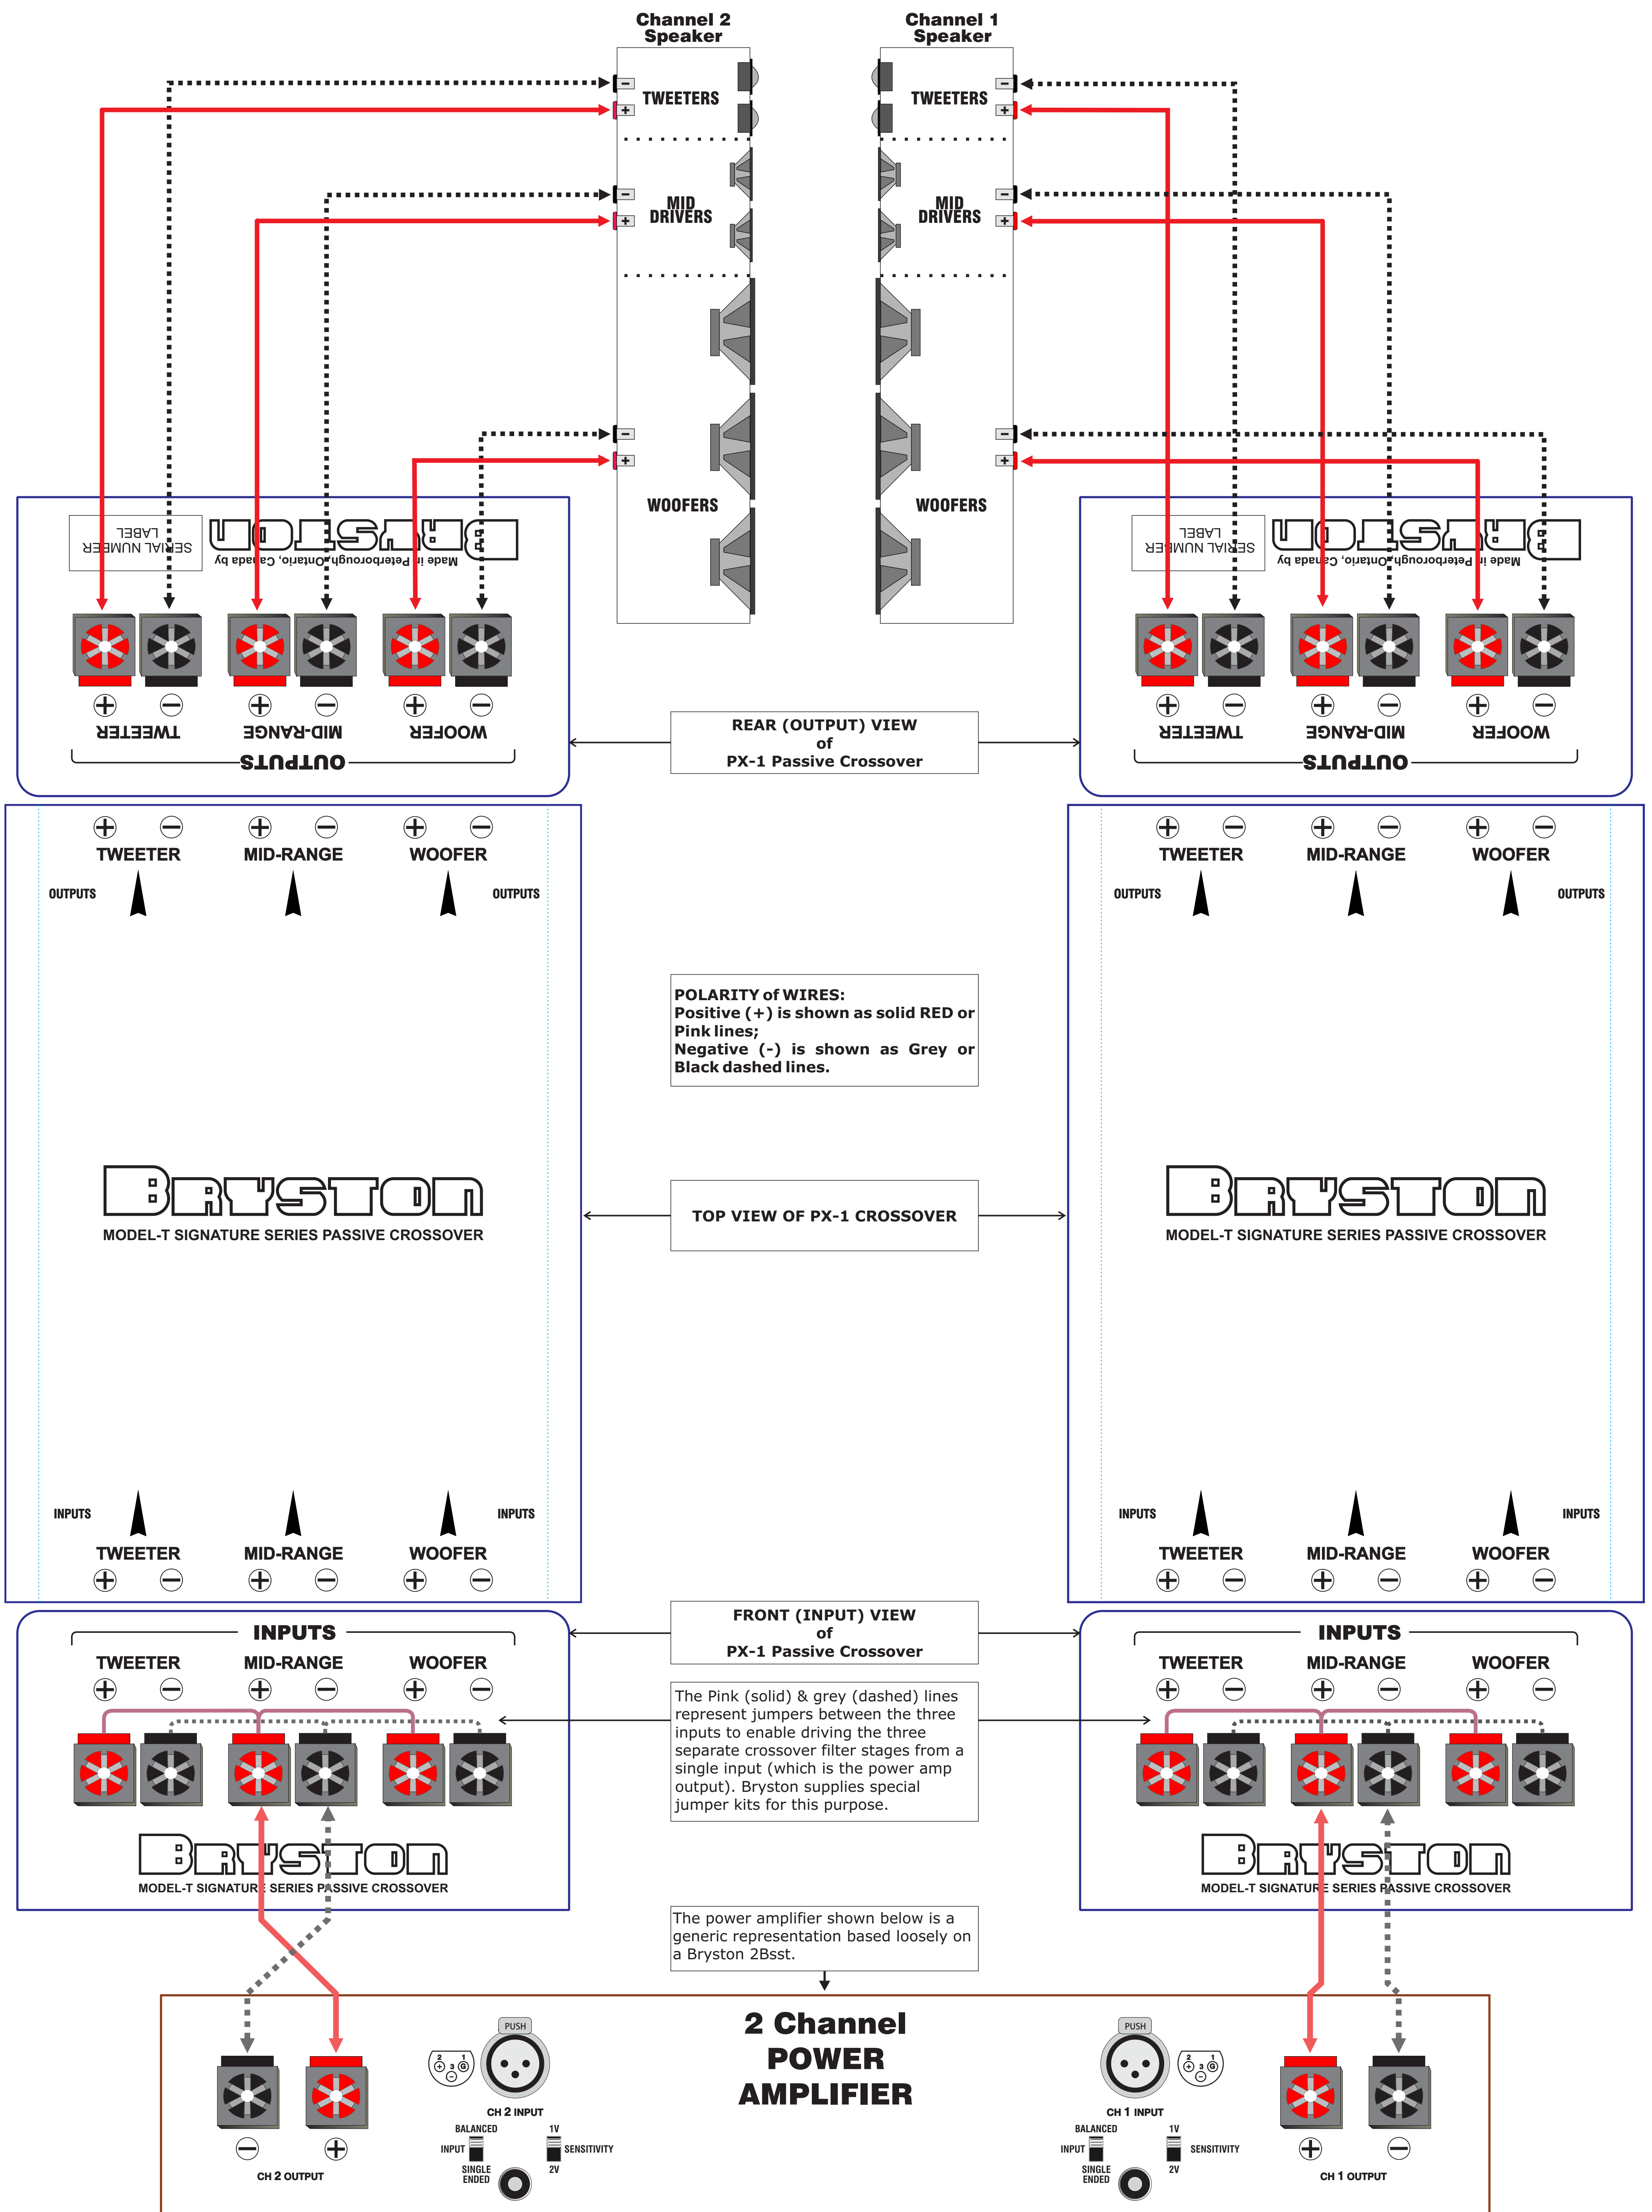 Channel 2
Speaker
Channel 1
Speaker
−
TWEETERS
+
−
TWEETERS
+
−
MID
DRIVERS
+
−
MID
DRIVERS
+
−
+
WOOFERS
−
+
WOOFERS
SERIAL NUMBER
LABEL
Made in Peterborough, Ontario, Canada by
BRYSTON
SERIAL NUMBER
LABEL
Made in Peterborough, Ontario, Canada by
BRYSTON
+ − + − + −
TWEETER MID-RANGE WOOFER
OUTPUTS
+ − + − + −
TWEETER MID-RANGE WOOFER
OUTPUTS
REAR (OUTPUT) VIEW
of
PX-1 Passive Crossover
+ − + − + −
TWEETER MID-RANGE WOOFER
OUTPUTS OUTPUTS
+ − + − + −
TWEETER MID-RANGE WOOFER
OUTPUTS OUTPUTS
POLARITY of WIRES:
Positive (+) is shown as solid RED or
Pink lines;
Negative (-) is shown as Grey or
Black dashed lines.
BRYSTON
MODEL-T SIGNATURE SERIES PASSIVE CROSSOVER
TOP VIEW OF PX-1 CROSSOVER
BRYSTON
MODEL-T SIGNATURE SERIES PASSIVE CROSSOVER
INPUTS INPUTS
TWEETER MID-RANGE WOOFER
+ − + − + −
INPUTS INPUTS
TWEETER MID-RANGE WOOFER
+ − + − + −
FRONT (INPUT) VIEW
of
PX-1 Passive Crossover
INPUTS
TWEETER MID-RANGE WOOFER
+ − + − + −
INPUTS
TWEETER MID-RANGE WOOFER
+ − + − + −
The Pink (solid) & grey (dashed) lines
represent jumpers between the three
inputs to enable driving the three
separate crossover filter stages from a
single input (which is the power amp
output). Bryston supplies special
jumper kits for this purpose.
BRYSTON
MODEL-T SIGNATURE SERIES PASSIVE CROSSOVER
BRYSTON
MODEL-T SIGNATURE SERIES PASSIVE CROSSOVER
The power amplifier shown below is a
generic representation based loosely on
a Bryston 2Bsst.
2 Channel
POWER
AMPLIFIER
PUSH
2 1
+ 3 G
−
CH 2 INPUT
BALANCED
INPUT
SINGLE
ENDED
1V
SENSITIVITY
2V
− +
CH 2 OUTPUT
PUSH
2 1
+ 3 G
−
CH 1 INPUT
BALANCED
INPUT
SINGLE
ENDED
1V
SENSITIVITY
2V
+ −
CH 1 OUTPUT